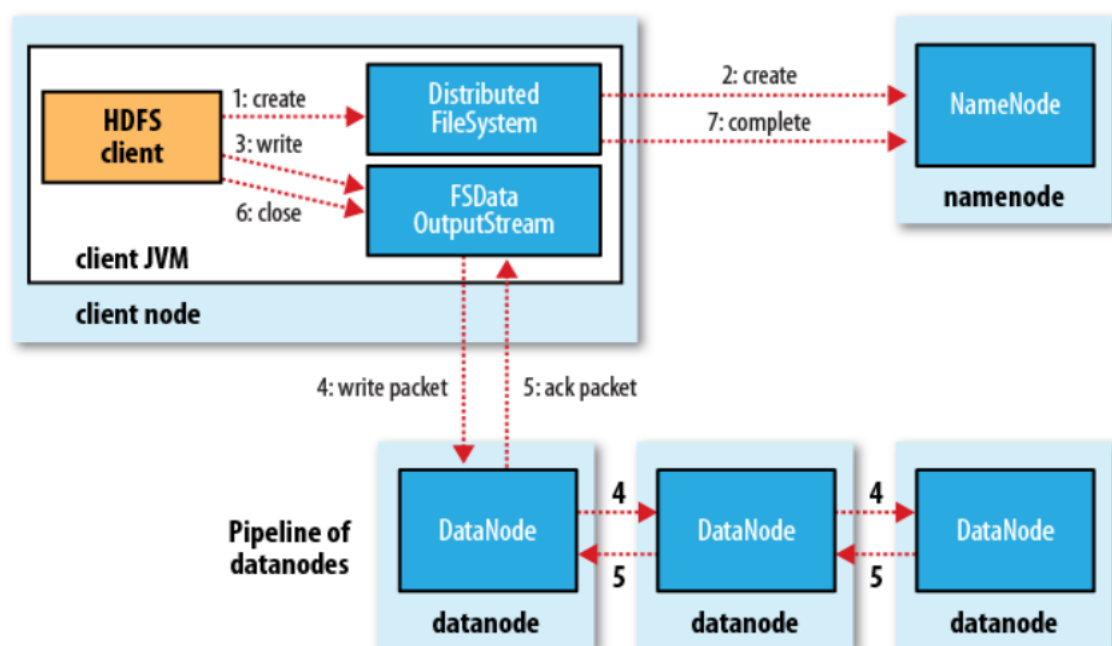 1: create
HDFS
client
3: write
6: close
Distributed
FileSystem
FSData
OutputStream
client JVM
client node
2: create
7: complete
NameNode
namenode
4: write packet
5: ack packet
Pipeline of
datanodes
DataNode
4
5
DataNode
4
5
DataNode
datanode
datanode
datanode